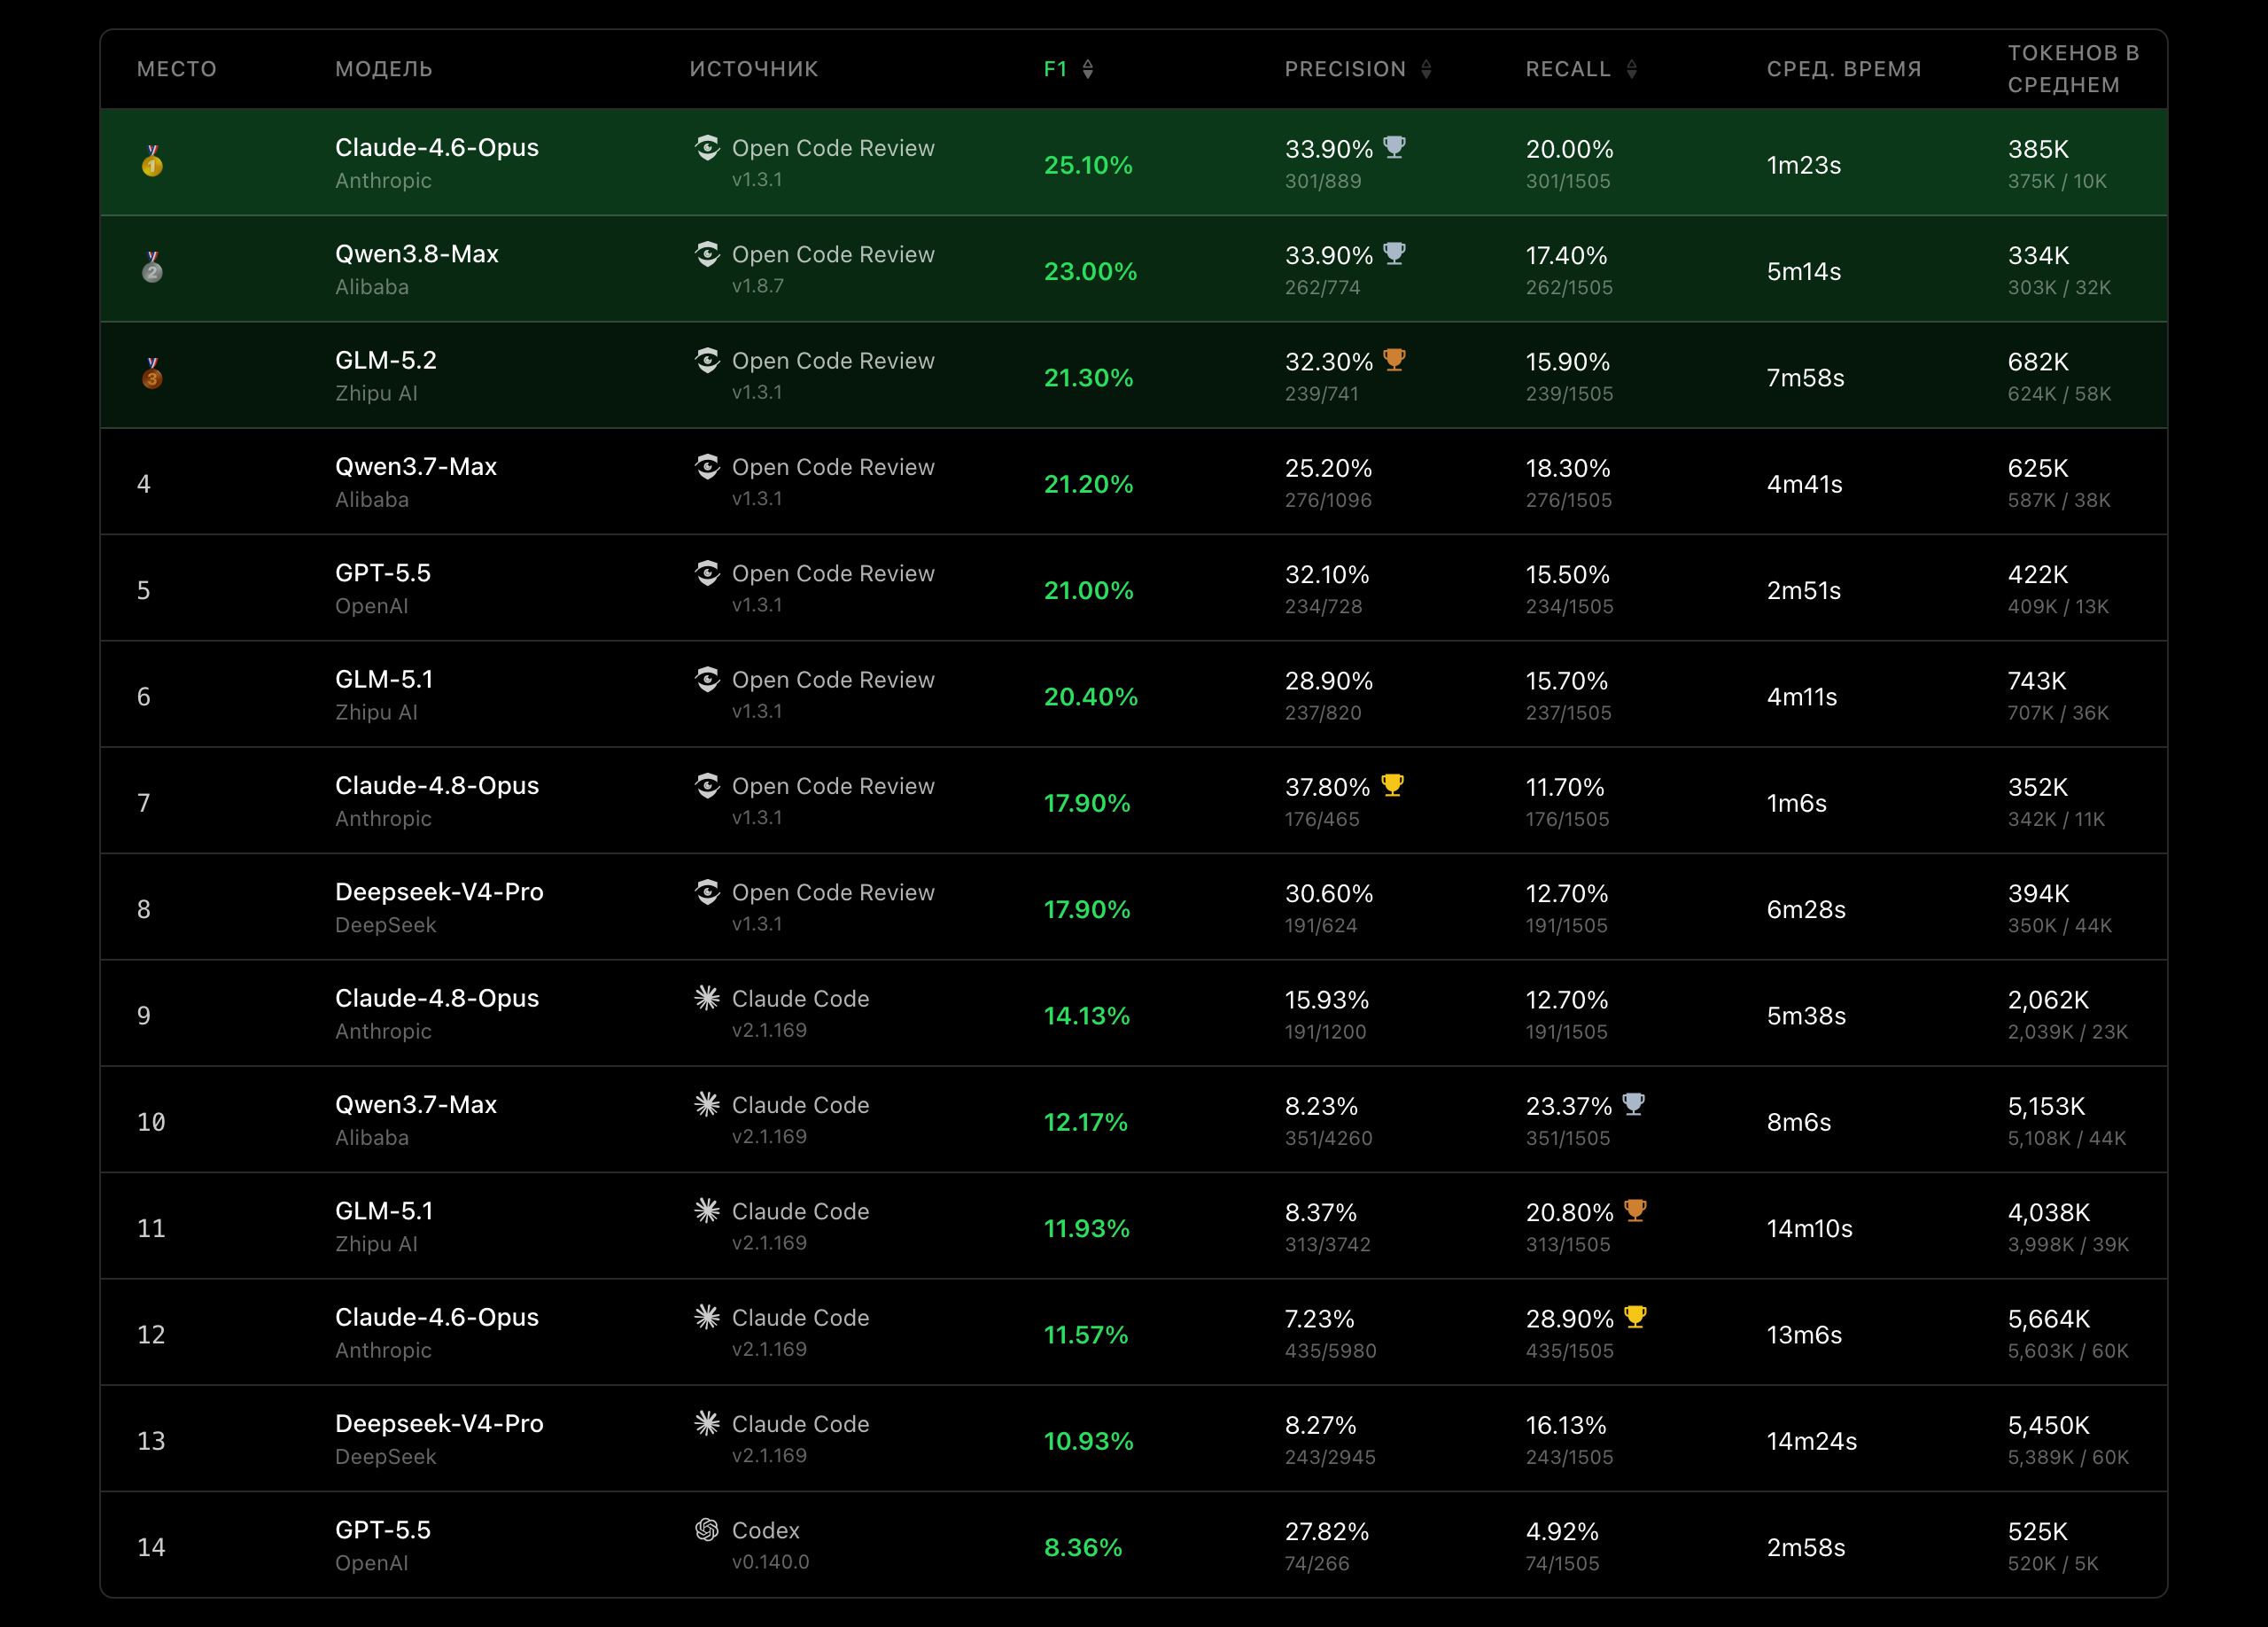 МЕСТО МОДЕЛЬ ИСТОЧНИК F1 PRECISION RECALL СРЕД. ВРЕМЯ ТОКЕНОВ В СРЕДНЕМ
1 Claude-4.6-Opus Open Code Review 25.10% 33.90% 20.00% 1m23s 385K
Anthropic v1.3.1 301/889 301/1505 375K / 10K
2 Qwen3.8-Max Open Code Review 23.00% 33.90% 17.40% 5m14s 334K
Alibaba v1.8.7 262/774 262/1505 303K / 32K
3 GLM-5.2 Open Code Review 21.30% 32.30% 15.90% 7m58s 682K
Zhipu AI v1.3.1 239/741 239/1505 624K / 58K
4 Qwen3.7-Max Open Code Review 21.20% 25.20% 18.30% 4m41s 625K
Alibaba v1.3.1 276/1096 276/1505 587K / 38K
5 GPT-5.5 Open Code Review 21.00% 32.10% 15.50% 2m51s 422K
OpenAI v1.3.1 234/728 234/1505 409K / 13K
6 GLM-5.1 Open Code Review 20.40% 28.90% 15.70% 4m11s 743K
Zhipu AI v1.3.1 237/820 237/1505 707K / 36K
7 Claude-4.8-Opus Open Code Review 17.90% 37.80% 11.70% 1m6s 352K
Anthropic v1.3.1 176/465 176/1505 342K / 11K
8 Deepseek-V4-Pro Open Code Review 17.90% 30.60% 12.70% 6m28s 394K
DeepSeek v1.3.1 191/624 191/1505 350K / 44K
9 Claude-4.8-Opus Claude Code 14.13% 15.93% 12.70% 5m38s 2,062K
Anthropic v2.1.169 191/1200 191/1505 2,039K / 23K
10 Qwen3.7-Max Claude Code 12.17% 8.23% 23.37% 8m6s 5,153K
Alibaba v2.1.169 351/4260 351/1505 5,108K / 44K
11 GLM-5.1 Claude Code 11.93% 8.37% 20.80% 14m10s 4,038K
Zhipu AI v2.1.169 313/3742 313/1505 3,998K / 39K
12 Claude-4.6-Opus Claude Code 11.57% 7.23% 28.90% 13m6s 5,664K
Anthropic v2.1.169 435/5980 435/1505 5,603K / 60K
13 Deepseek-V4-Pro Claude Code 10.93% 8.27% 16.13% 14m24s 5,450K
DeepSeek v2.1.169 243/2945 243/1505 5,389K / 60K
14 GPT-5.5 Codex 8.36% 27.82% 4.92% 2m58s 525K
OpenAI v0.140.0 74/266 74/1505 520K / 5K